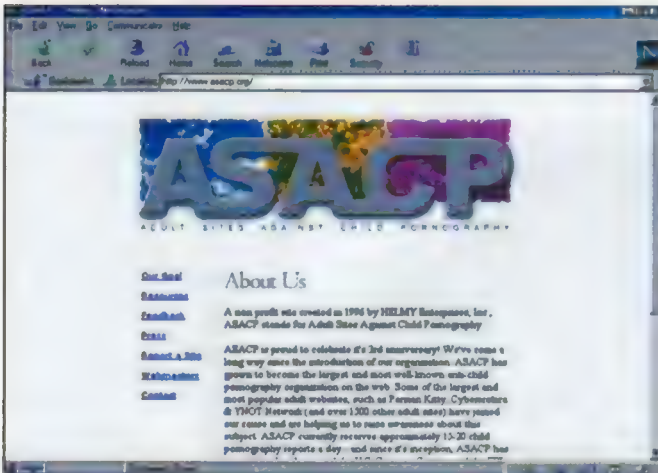 File Edit View Go Communicator Help
Back Reload Home Search Netscape Print Security
Bookmarks Location: http://www.asacp.org/
N
ASACP
ADULT SITES AGAINST CHILD PORNOGRAPHY
Our Goal
Resources
Feedback
Press
Report a Site
Webmasters
Contact
About Us
A non profit site created in 1996 by HELMY Enterprises, Inc.,
ASACP stands for Adult Sites Against Child Pornography
ASACP is proud to celebrate it's 3rd anniversary! We've come a
long way since the introduction of our organization. ASACP has
grown to become the largest and most well-known anti-child
pornography organization on the web. Some of the largest and
most popular adult websites, such as Persian Kitty, Cybererotica
& YNOT Network (and over 1300 other adult sites) have joined
our cause and are helping us to raise awareness about this
subject. ASACP currently receives approximately 15-20 child
pornography reports a day - and since it's inception, ASACP has